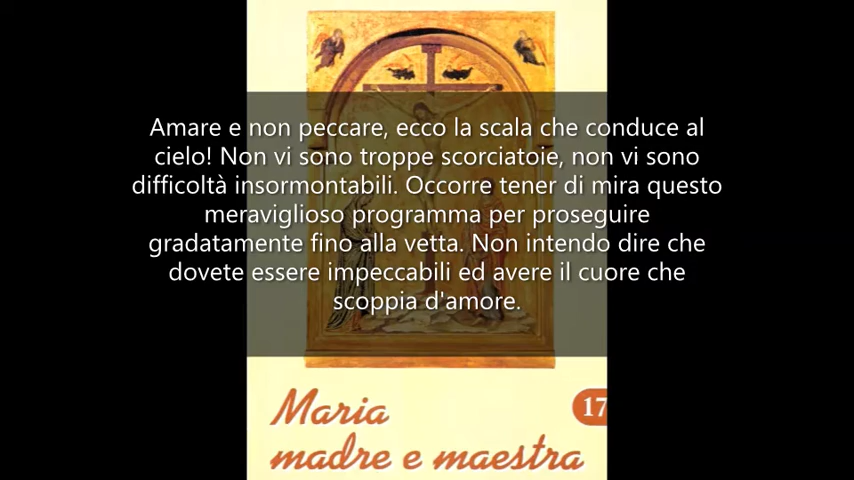 Amare e non peccare, ecco la scala che conduce al
cielo! Non vi sono troppe scorciatoie, non vi sono
difficoltà insormontabili. Occorre tener di mira questo
meraviglioso programma per proseguire
gradatamente fino alla vetta. Non intendo dire che
dovete essere impeccabili ed avere il cuore che
scoppia d'amore.
Maria
17
madre e maestra